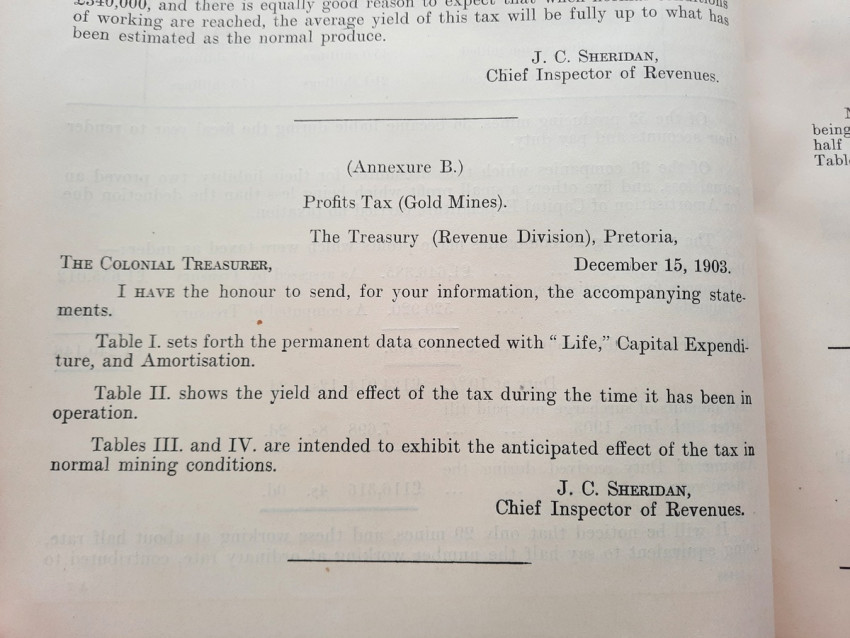 £340,000, and there is equally good reason to expect that when normal conditions
of working are reached, the average yield of this tax will be fully up to what has
been estimated as the normal produce.
J. C. SHERIDAN,
Chief Inspector of Revenues.
(Annexure B.)
Profits Tax (Gold Mines).
The Treasury (Revenue Division), Pretoria,
THE COLONIAL TREASURER, December 15, 1903.
I HAVE the honour to send, for your information, the accompanying state-
ments.
Table I. sets forth the permanent data connected with “ Life,” Capital Expendi-
ture, and Amortisation.
Table II. shows the yield and effect of the tax during the time it has been in
operation.
Tables III. and IV. are intended to exhibit the anticipated effect of the tax in
normal mining conditions.
J. C. SHERIDAN,
Chief Inspector of Revenues.
being
half
Table